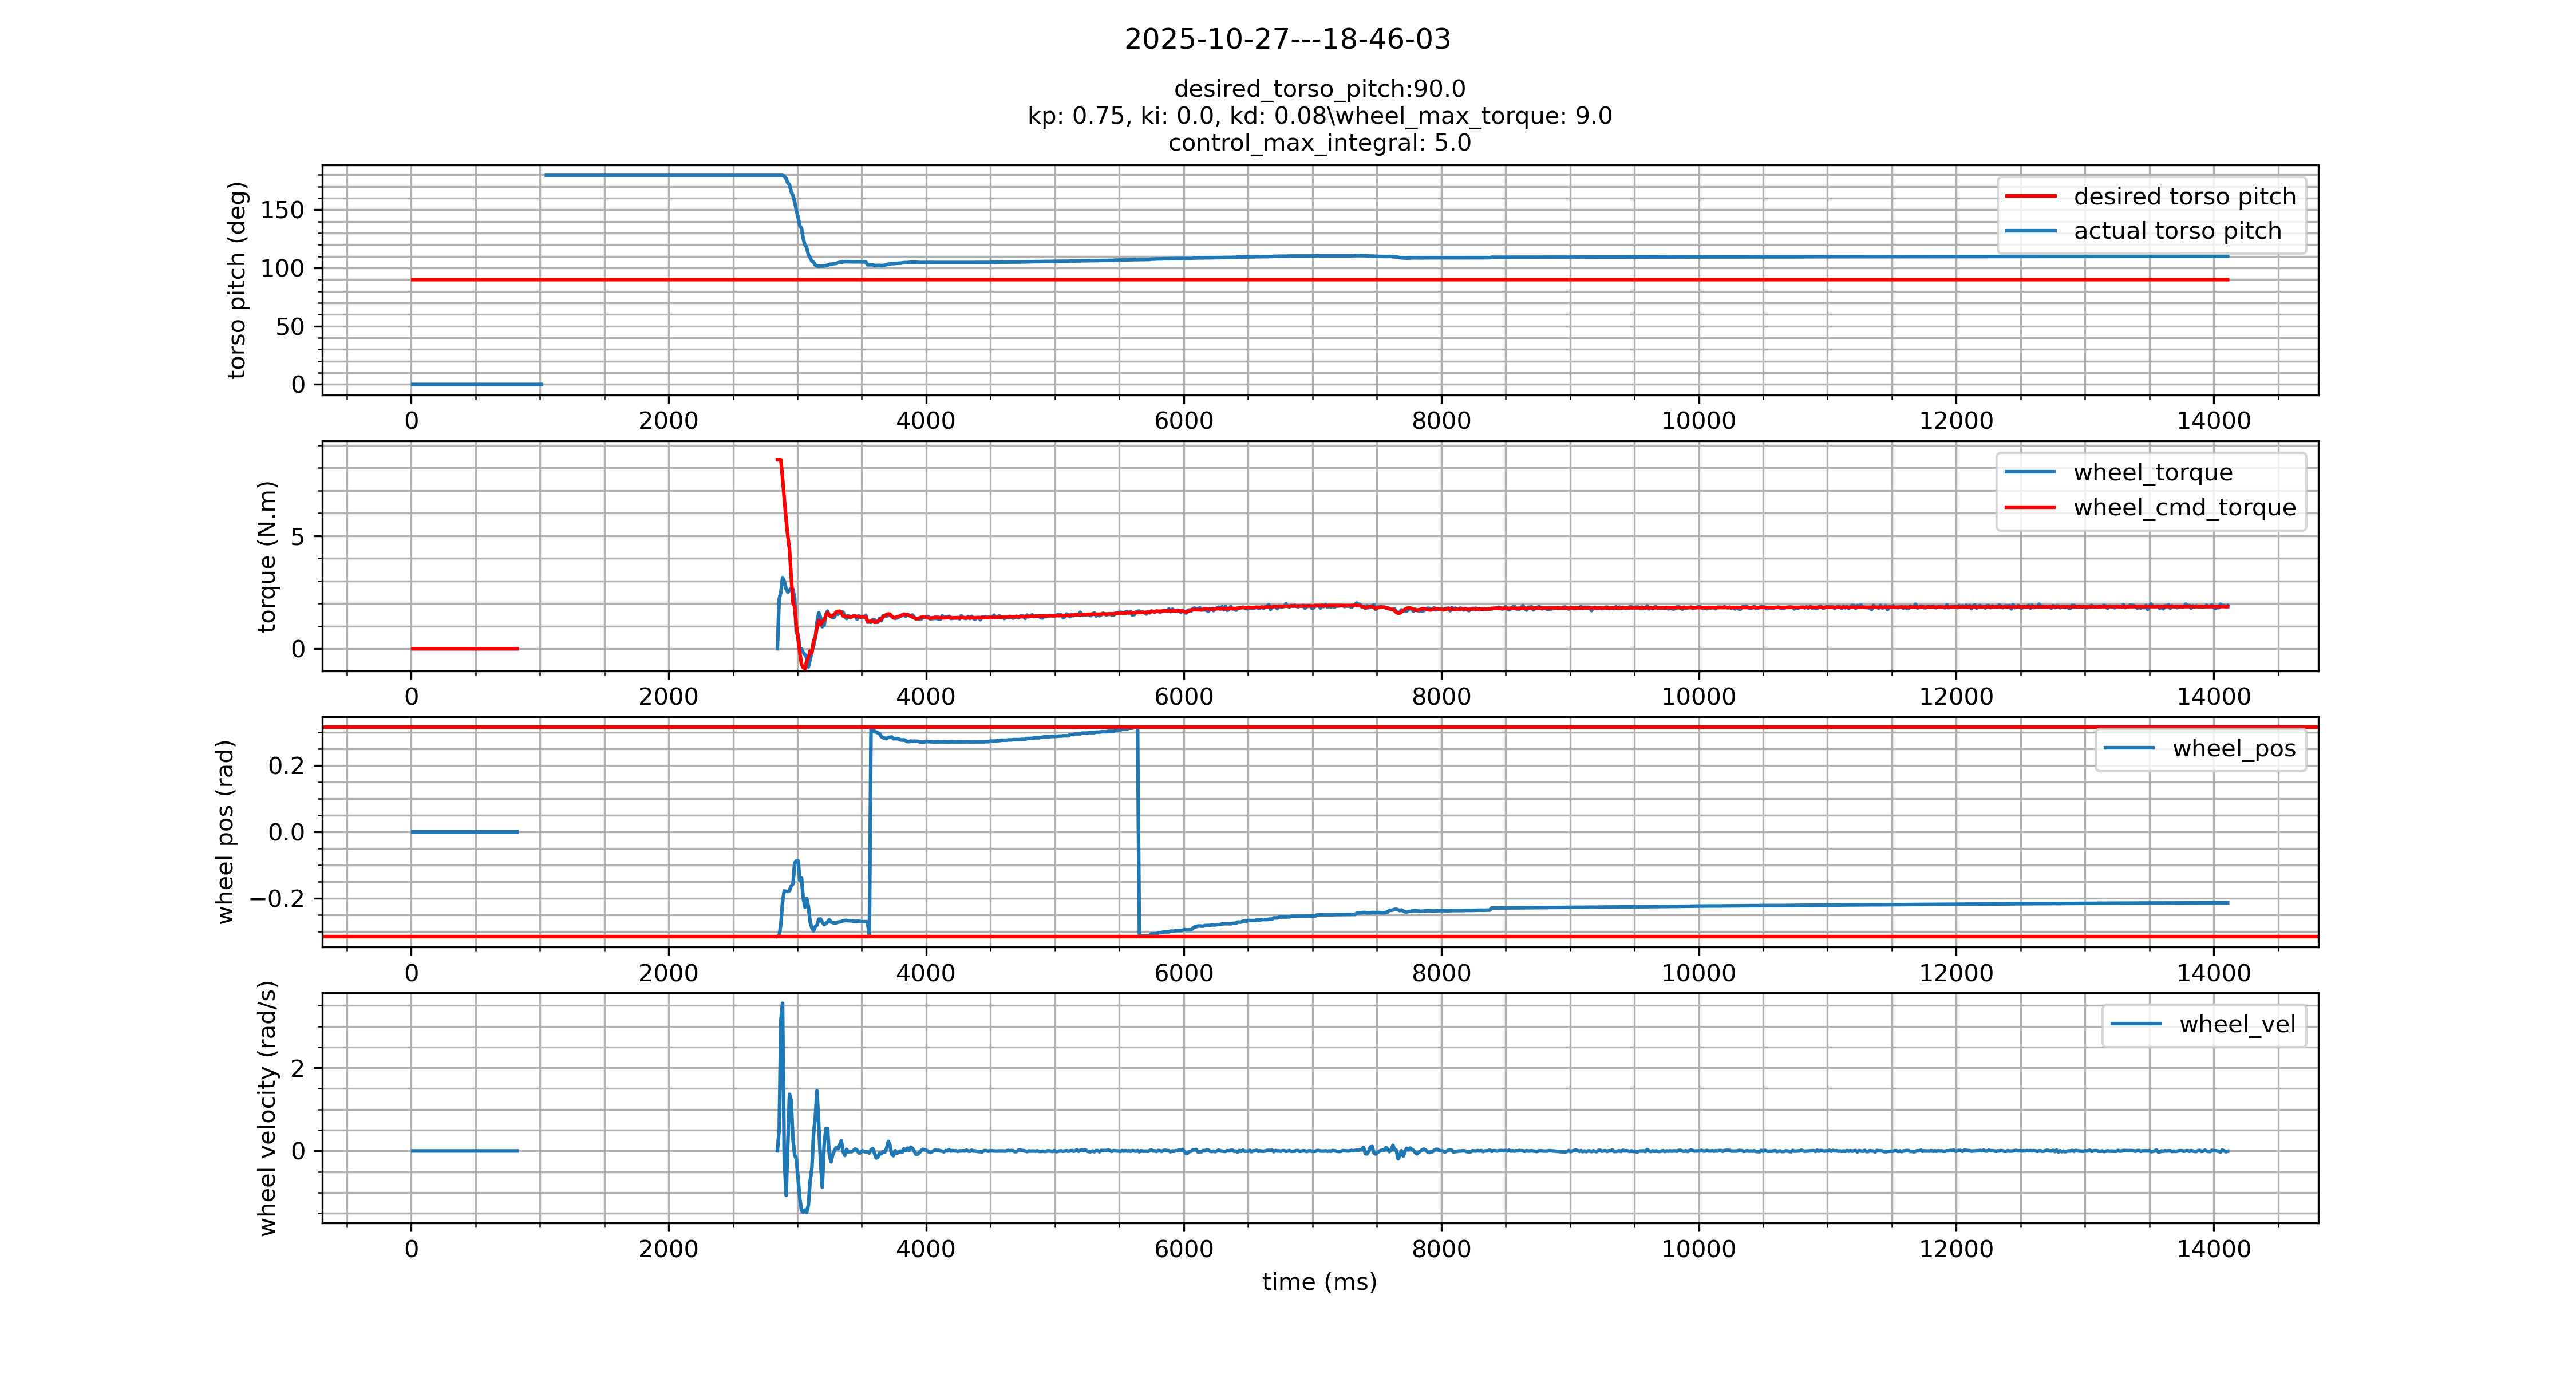 2025-10-27---18-46-03
desired_torso_pitch:90.0
kp: 0.75, ki: 0.0, kd: 0.08\wheel_max_torque: 9.0
control_max_integral: 5.0
torso pitch (deg)
150
100
50
0
desired torso pitch
actual torso pitch
0 2000 4000 6000 8000 10000 12000 14000
torque (N.m)
5
0
wheel_torque
wheel_cmd_torque
0 2000 4000 6000 8000 10000 12000 14000
wheel pos (rad)
0.2
0.0
−0.2
wheel_pos
0 2000 4000 6000 8000 10000 12000 14000
wheel velocity (rad/s)
2
0
wheel_vel
0 2000 4000 6000 8000 10000 12000 14000
time (ms)